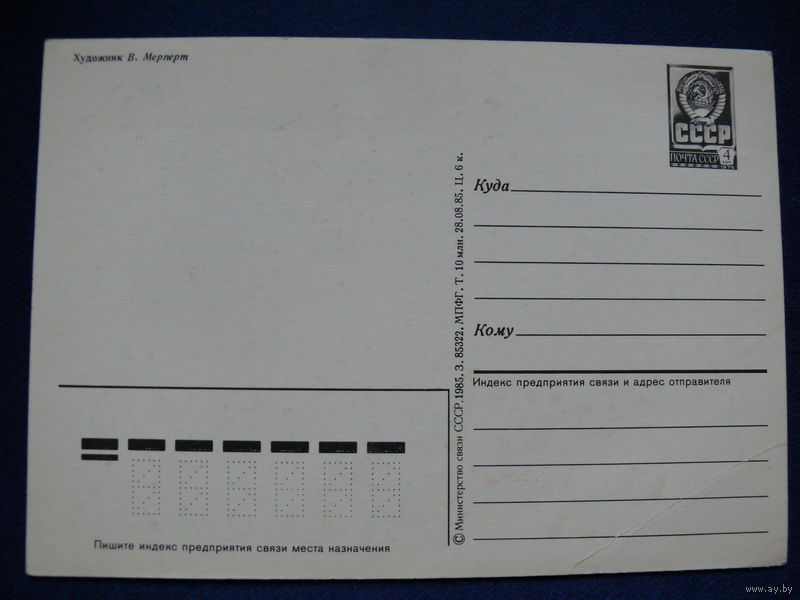 Художник В. Мерперт
СССР
ПОЧТА СССР 4
1976
Куда
Кому
Индекс предприятия связи и адрес отправителя
© Министерство связи СССР, 1985. З. 85322. МПФГ. Т. 10 млн. 28.08.85. Ц. 6 к.
Пишите индекс предприятия связи места назначения
www.ay.by